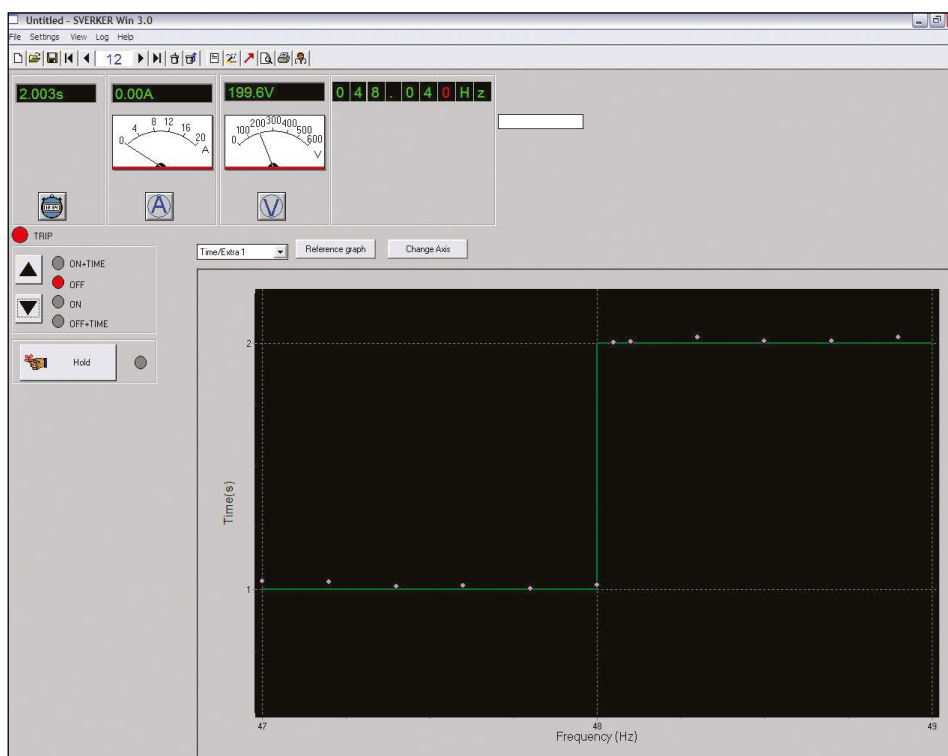 Untitled - SVERKER Win 3.0
File Settings View Log Help
12
2.003s
0.00A
199.6V
048.040Hz
0 4 8 12 16 20 A
0 100 200 300 400 500 600 V
A
V
TRIP
ON+TIME
OFF
ON
OFF+TIME
Hold
Time/Extra 1
Reference graph
Change Axis
Time(s)
2
1
47
48
49
Frequency (Hz)